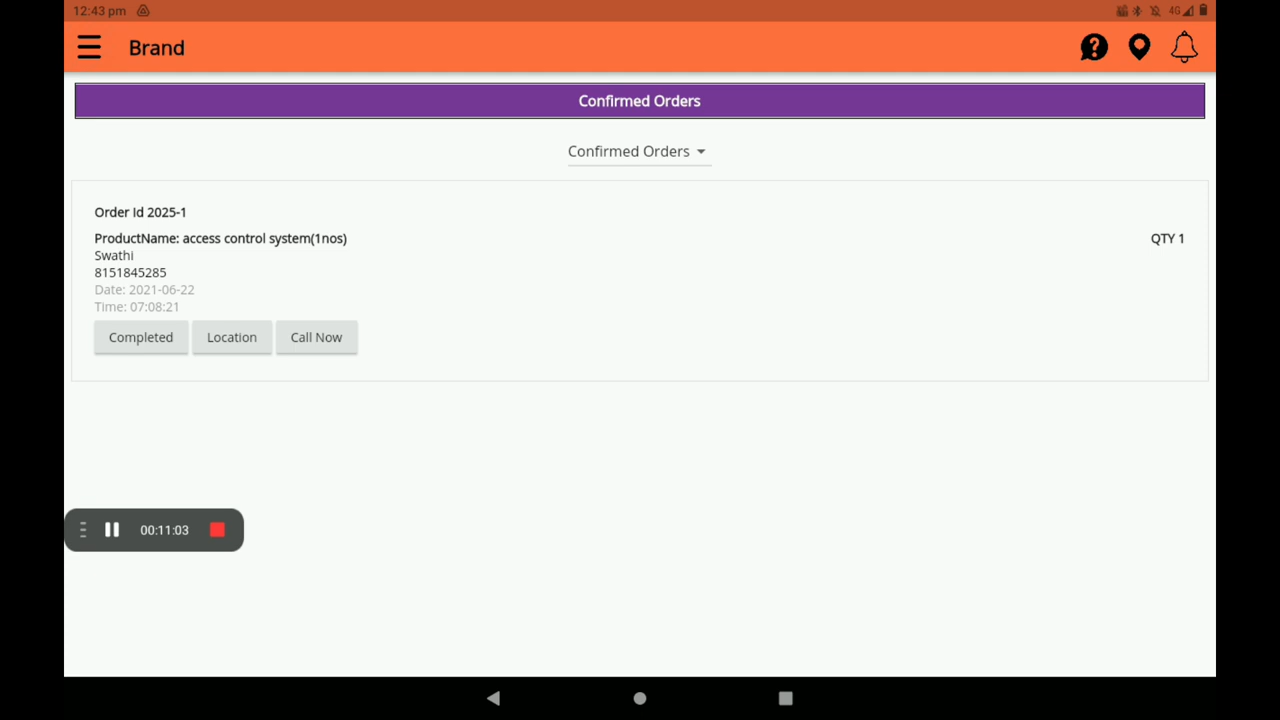 12:43 pm
4G
Brand
Confirmed Orders
Confirmed Orders
Order Id 2025-1
ProductName: access control system(1nos)
QTY 1
Swathi
8151845285
Date: 2021-06-22
Time: 07:08:21
Completed Location Call Now
00:11:03